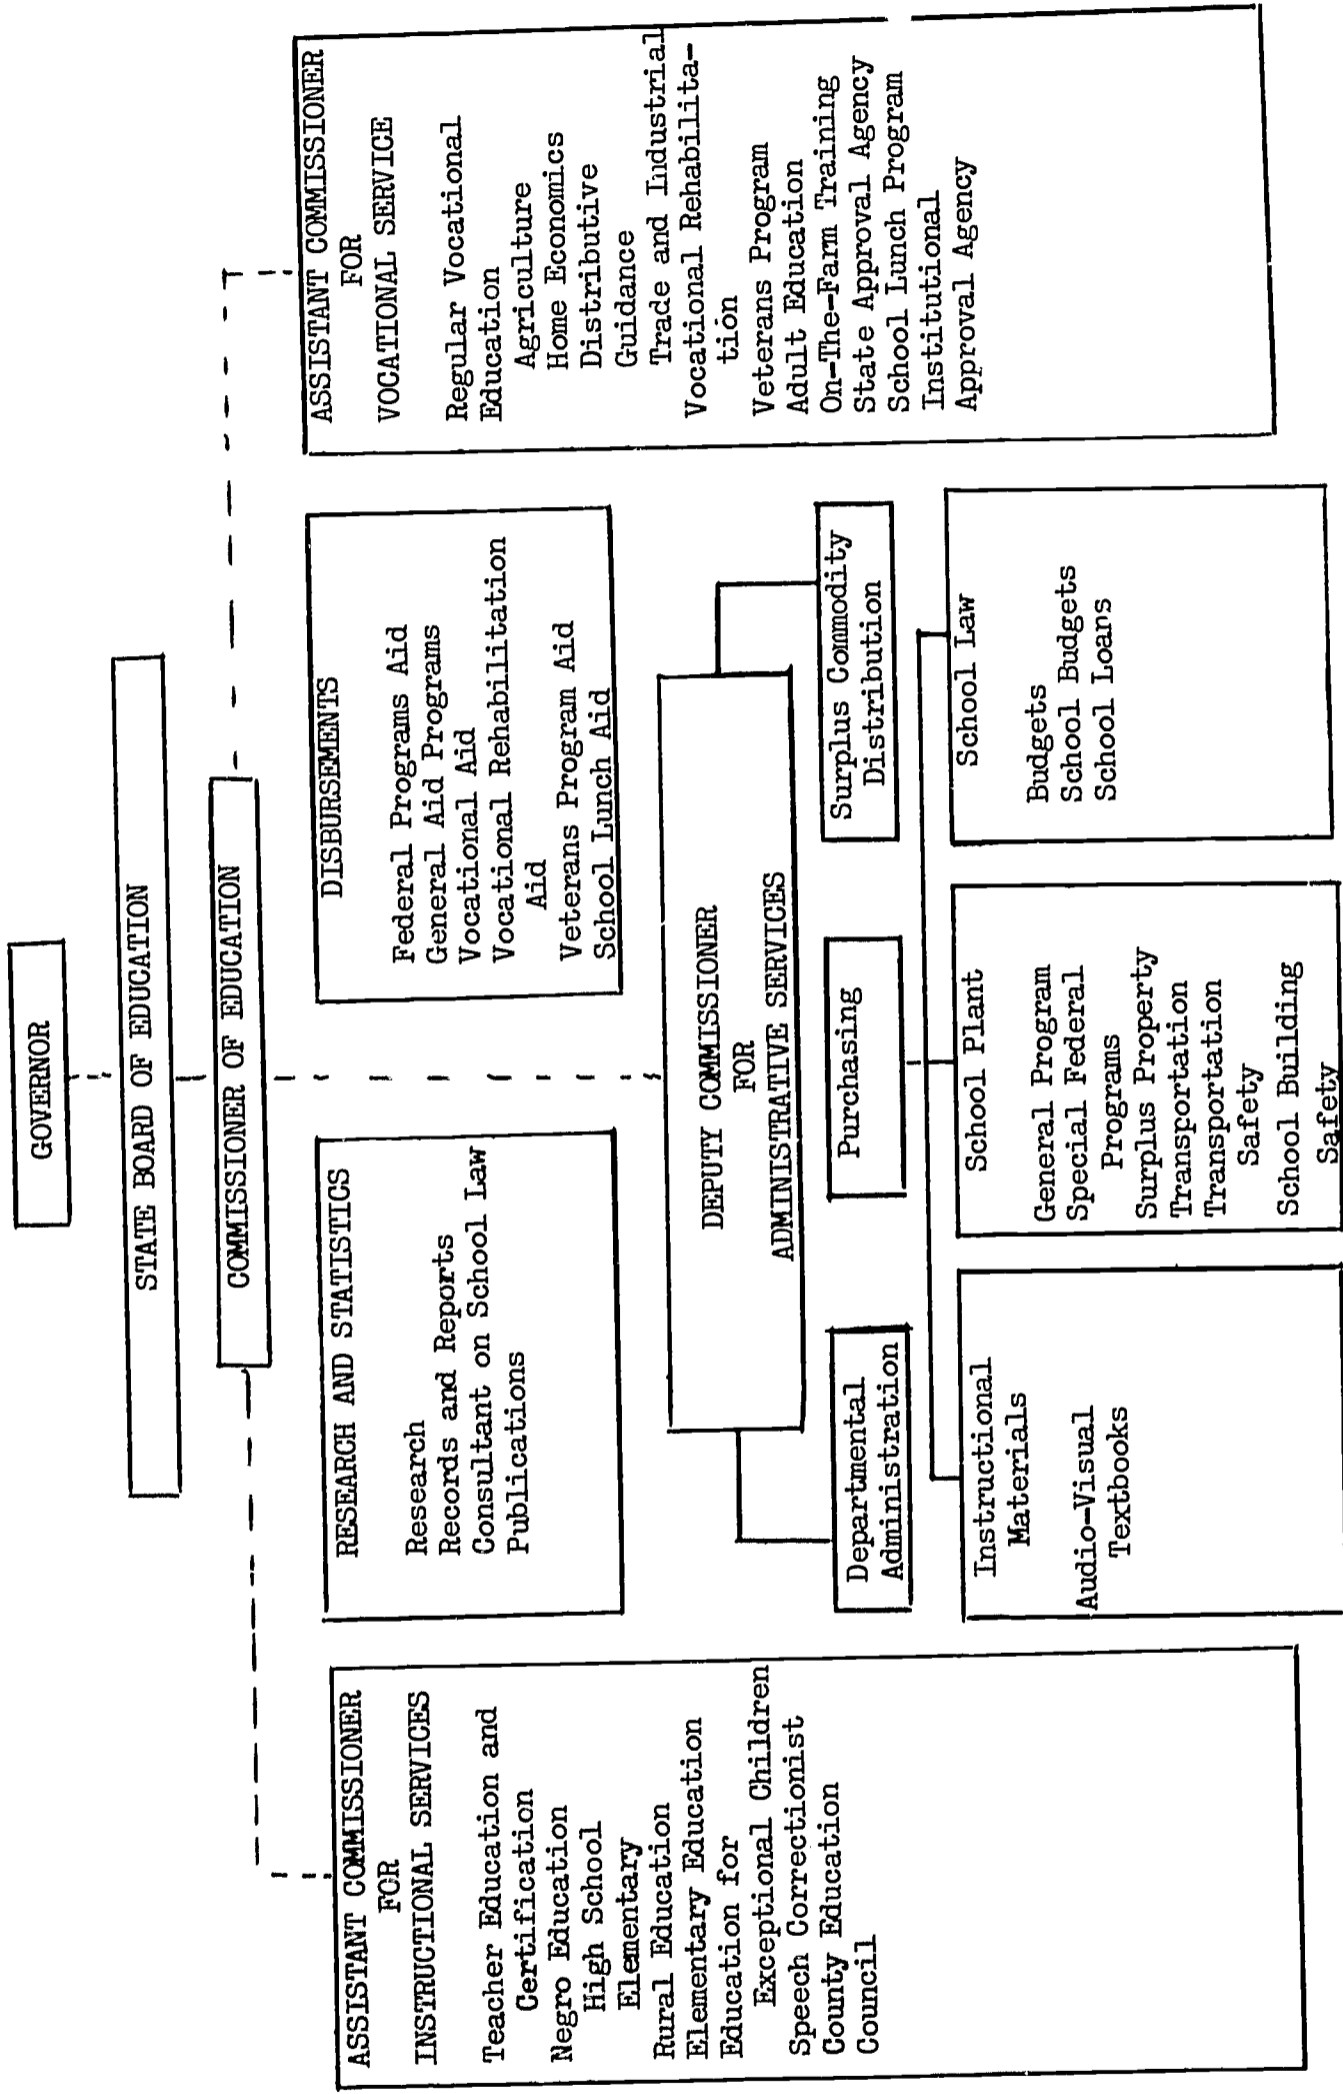 GOVERNOR
STATE BOARD OF EDUCATION
COMMISSIONER OF EDUCATION
ASSISTANT COMMISSIONER
FOR
INSTRUCTIONAL SERVICES
Teacher Education and
Certification
Negro Education
High School
Elementary
Rural Education
Elementary Education
Education for
Exceptional Children
Speech Correctionist
County Education
Council
RESEARCH AND STATISTICS
Research
Records and Reports
Consultant on School Law
Publications
DISBURSEMENTS
Federal Programs Aid
General Aid Programs
Vocational Aid
Vocational Rehabilitation
Aid
Veterans Program Aid
School Lunch Aid
ASSISTANT COMMISSIONER
FOR
VOCATIONAL SERVICE
Regular Vocational
Education
Agriculture
Home Economics
Distributive
Guidance
Trade and Industrial
Vocational Rehabilita-
tion
Veterans Program
Adult Education
On-The-Farm Training
State Approval Agency
School Lunch Program
Institutional
Approval Agency
DEPUTY COMMISSIONER
FOR
ADMINISTRATIVE SERVICES
Departmental
Administration
Purchasing
Surplus Commodity
Distribution
Instructional
Materials
Audio-Visual
Textbooks
School Plant
General Program
Special Federal
Programs
Surplus Property
Transportation
Transportation
Safety
School Building
Safety
School Law
Budgets
School Budgets
School Loans